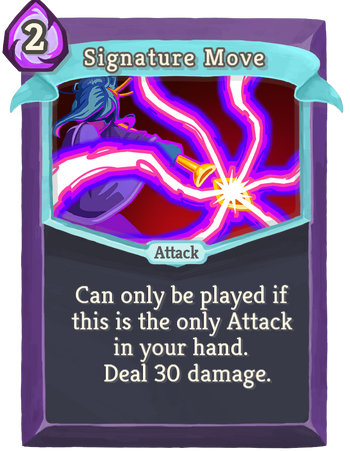 2
Signature Move
Attack
Can only be played if
this is the only Attack
in your hand.
Deal 30 damage.